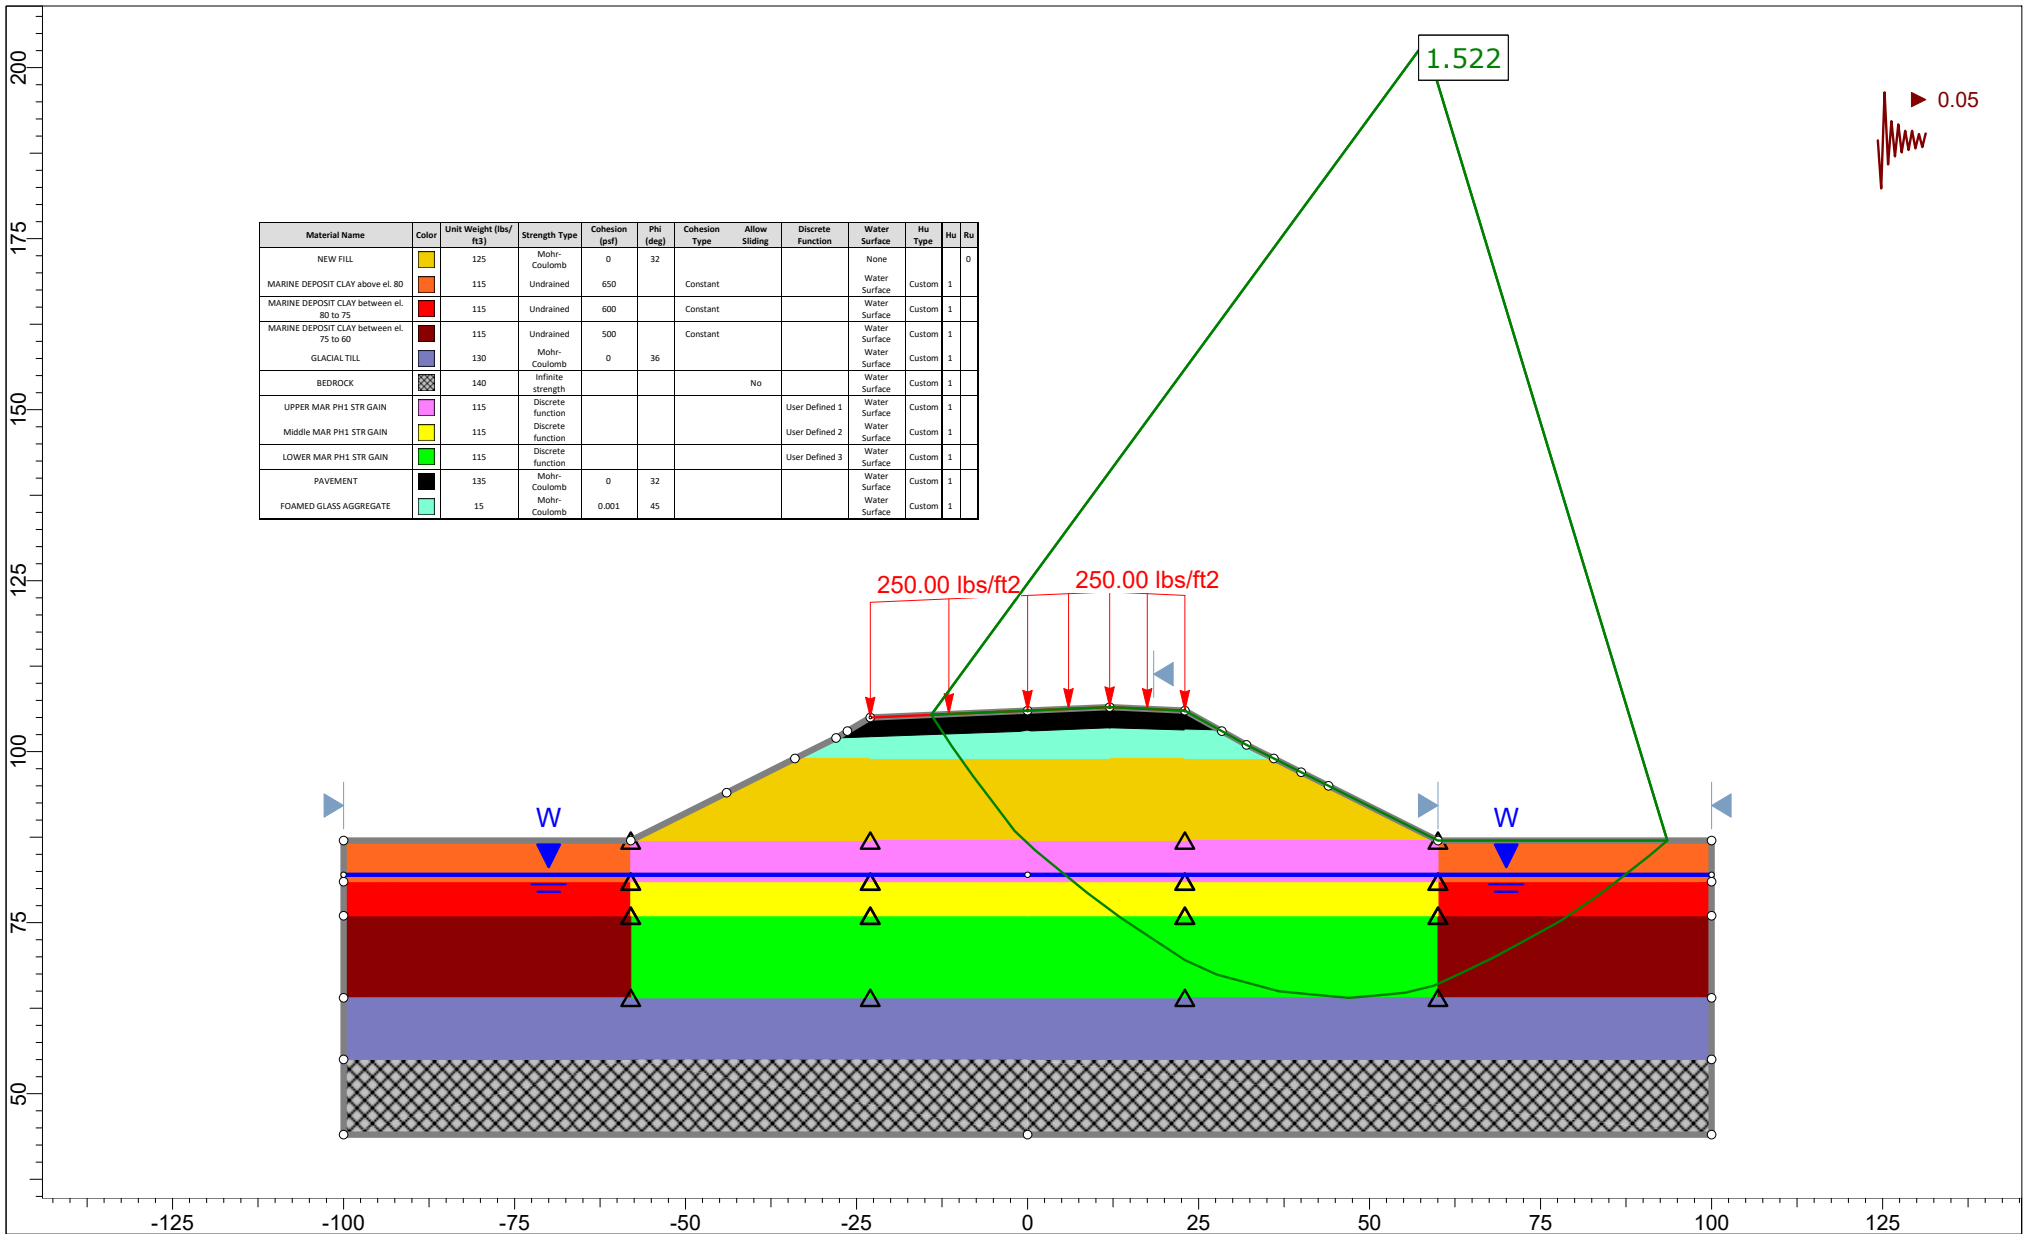 200
1.522
0.05
175
Material Name Color Unit Weight (lbs/ft3) Strength Type Cohesion (psf) Phi (deg) Cohesion Type Allow Sliding Discrete Function Water Surface Hu Type Hu Ru
NEW FILL 125 Mohr-Coulomb 0 32 None 0
MARINE DEPOSIT CLAY above el. 80 115 Undrained 650 Constant Water Surface Custom 1
MARINE DEPOSIT CLAY between el. 80 to 75 115 Undrained 600 Constant Water Surface Custom 1
MARINE DEPOSIT CLAY between el. 75 to 60 115 Undrained 500 Constant Water Surface Custom 1
GLACIAL TILL 130 Mohr-Coulomb 0 36 Water Surface Custom 1
BEDROCK 140 Infinite strength No Water Surface Custom 1
UPPER MAR PH1 STR GAIN 115 Discrete function User Defined 1 Water Surface Custom 1
Middle MAR PH1 STR GAIN 115 Discrete function User Defined 2 Water Surface Custom 1
LOWER MAR PH1 STR GAIN 115 Discrete function User Defined 3 Water Surface Custom 1
PAVEMENT 135 Mohr-Coulomb 0 32 Water Surface Custom 1
FOAMED GLASS AGGREGATE 15 Mohr-Coulomb 0.001 45 Water Surface Custom 1
150
125
250.00 lbs/ft2 250.00 lbs/ft2
100
W W
75
50
-125 -100 -75 -50 -25 0 25 50 75 100 125